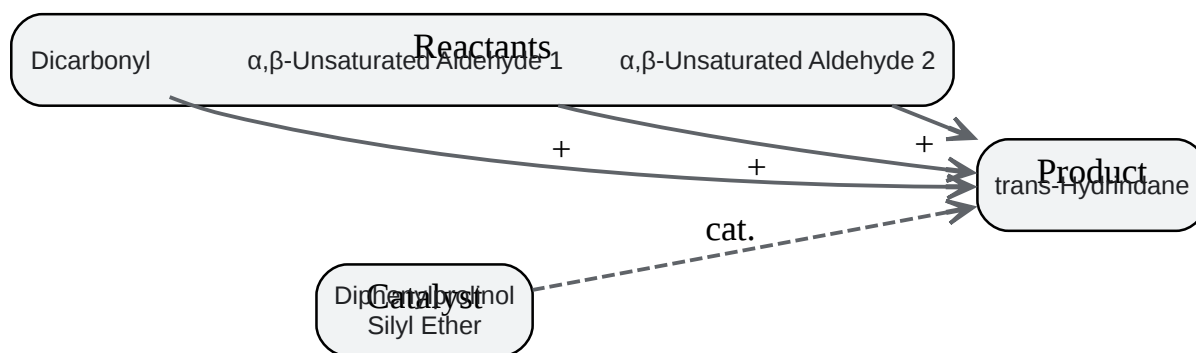 Reactants
Dicarbonyl
α,β-Unsaturated Aldehyde 1
α,β-Unsaturated Aldehyde 2
+
+
+
Product
trans-Hydrindane
cat.
Catalyst
Diphenylprolinol
Silyl Ether